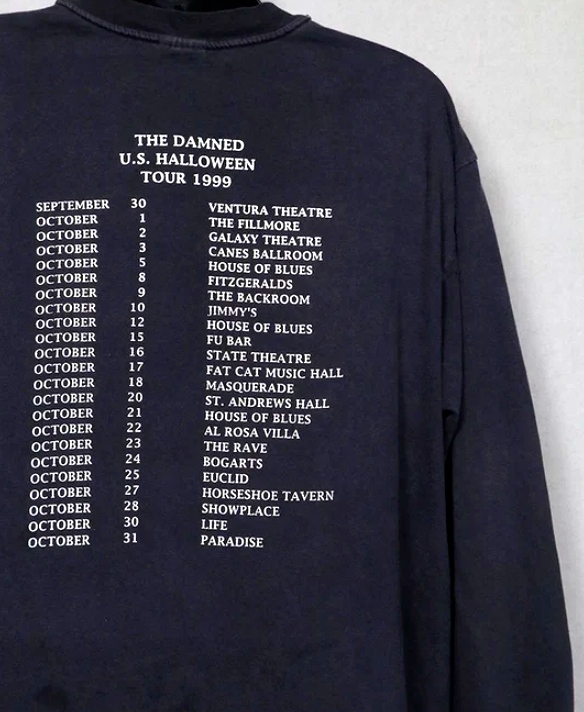 THE DAMNED
U.S. HALLOWEEN
TOUR 1999
SEPTEMBER 30 VENTURA THEATRE
OCTOBER 1 THE FILLMORE
OCTOBER 2 GALAXY THEATRE
OCTOBER 3 CANES BALLROOM
OCTOBER 5 HOUSE OF BLUES
OCTOBER 8 FITZGERALDS
OCTOBER 9 THE BACKROOM
OCTOBER 10 JIMMY'S
OCTOBER 12 HOUSE OF BLUES
OCTOBER 15 FU BAR
OCTOBER 16 STATE THEATRE
OCTOBER 17 FAT CAT MUSIC HALL
OCTOBER 18 MASQUERADE
OCTOBER 20 ST. ANDREWS HALL
OCTOBER 21 HOUSE OF BLUES
OCTOBER 22 AL ROSA VILLA
OCTOBER 23 THE RAVE
OCTOBER 24 BOGARTS
OCTOBER 25 EUCLID
OCTOBER 27 HORSESHOE TAVERN
OCTOBER 28 SHOWPLACE
OCTOBER 30 LIFE
OCTOBER 31 PARADISE